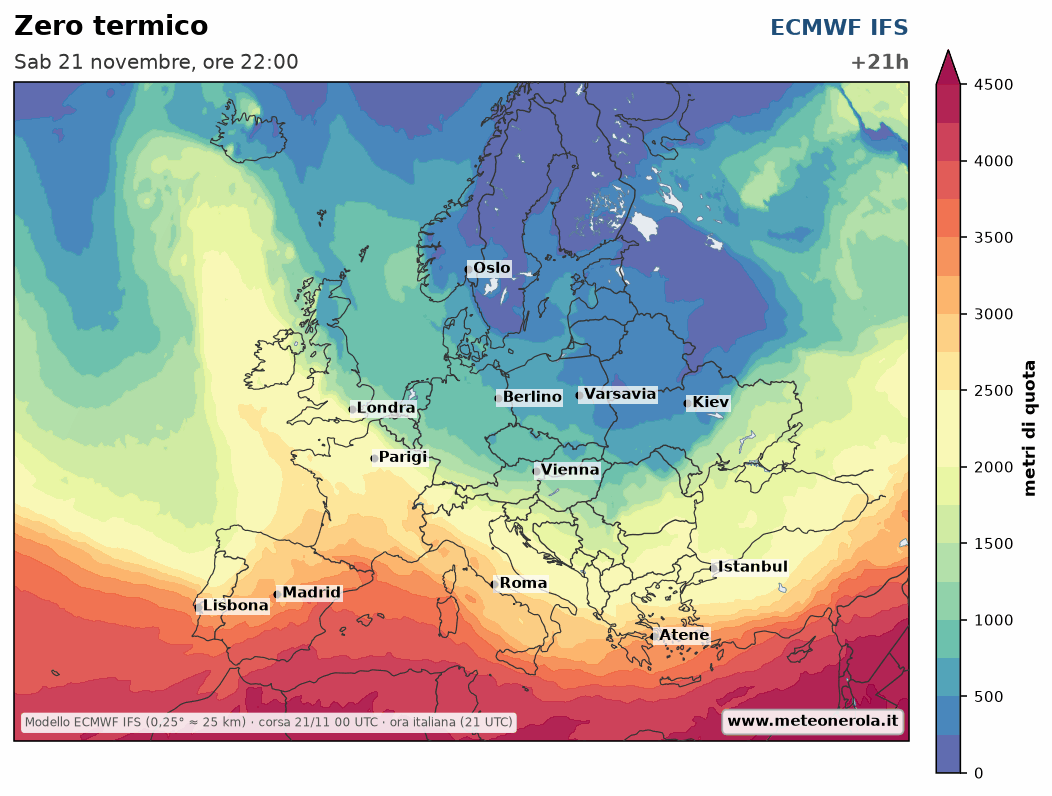 Zero termico
ECMWF IFS
Sab 21 novembre, ore 22:00
+21h
4500
4000
3500
3000
2500
2000
1500
1000
500
0
metri di quota
Oslo
Berlino
Varsavia
Kiev
Londra
Parigi
Vienna
Istanbul
Roma
Madrid
Lisbona
Atene
Modello ECMWF IFS (0,25° ≈ 25 km) · corsa 21/11 00 UTC · ora italiana (21 UTC)
www.meteonerola.it